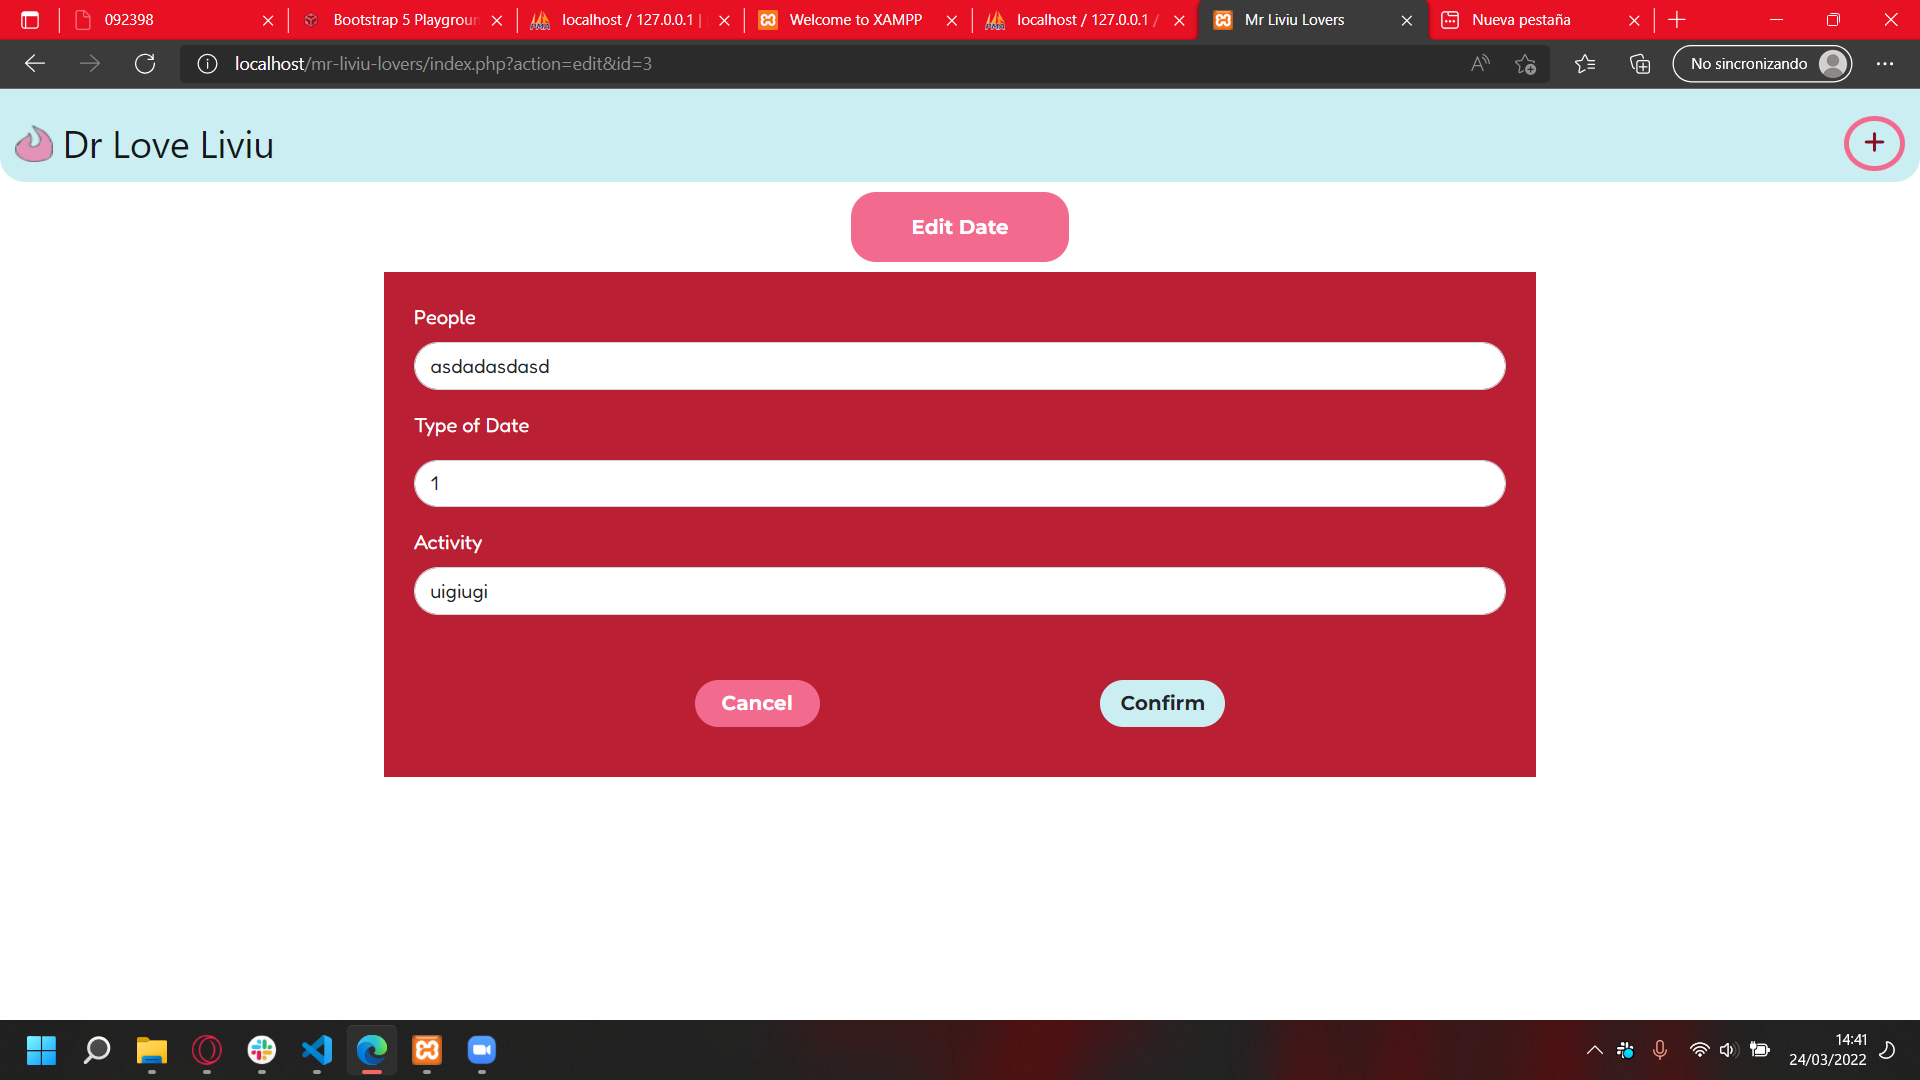 092398
Bootstrap 5 Playgroun
localhost / 127.0.0.1 |
Welcome to XAMPP
localhost / 127.0.0.1 /
Mr Liviu Lovers
Nueva pestaña
localhost/mr-liviu-lovers/index.php?action=edit&id=3
No sincronizando
Dr Love Liviu
+
Edit Date
People
asdadasdasd
Type of Date
1
Activity
uigiugi
Cancel
Confirm
14:41
24/03/2022